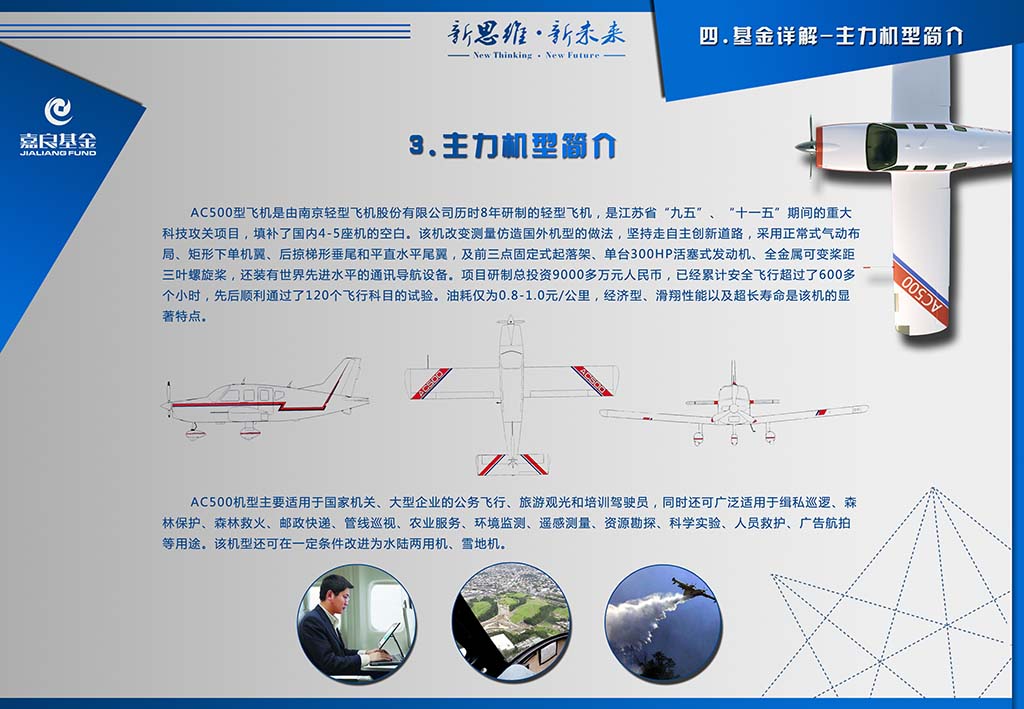 新思维·新未来
New Thinking · New Future
四.基金详解-主力机型简介
嘉良基金
JIALIANG FUND
3.主力机型简介
AC500型飞机是由南京轻型飞机股份有限公司历时8年研制的轻型飞机，是江苏省“九五”、“十一五”期间的重大
科技攻关项目，填补了国内4-5座机的空白。该机改变测量仿造国外机型的做法，坚持走自主创新道路，采用正常式气动布
局、矩形下单机翼、后掠梯形垂尾和平直水平尾翼，及前三点固定式起落架、单台300HP活塞式发动机、全金属可变桨距
三叶螺旋桨，还装有世界先进水平的通讯导航设备。项目研制总投资9000多万元人民币，已经累计安全飞行超过了600多
个小时，先后顺利通过了120个飞行科目的试验。油耗仅为0.8-1.0元/公里，经济型、滑翔性能以及超长寿命是该机的显
著特点。
AC500
AC500
AC500
AC500机型主要适用于国家机关、大型企业的公务飞行、旅游观光和培训驾驶员，同时还可广泛适用于缉私巡逻、森
林保护、森林救火、邮政快递、管线巡视、农业服务、环境监测、遥感测量、资源勘探、科学实验、人员救护、广告航拍
等用途。该机型还可在一定条件改进为水陆两用机、雪地机。